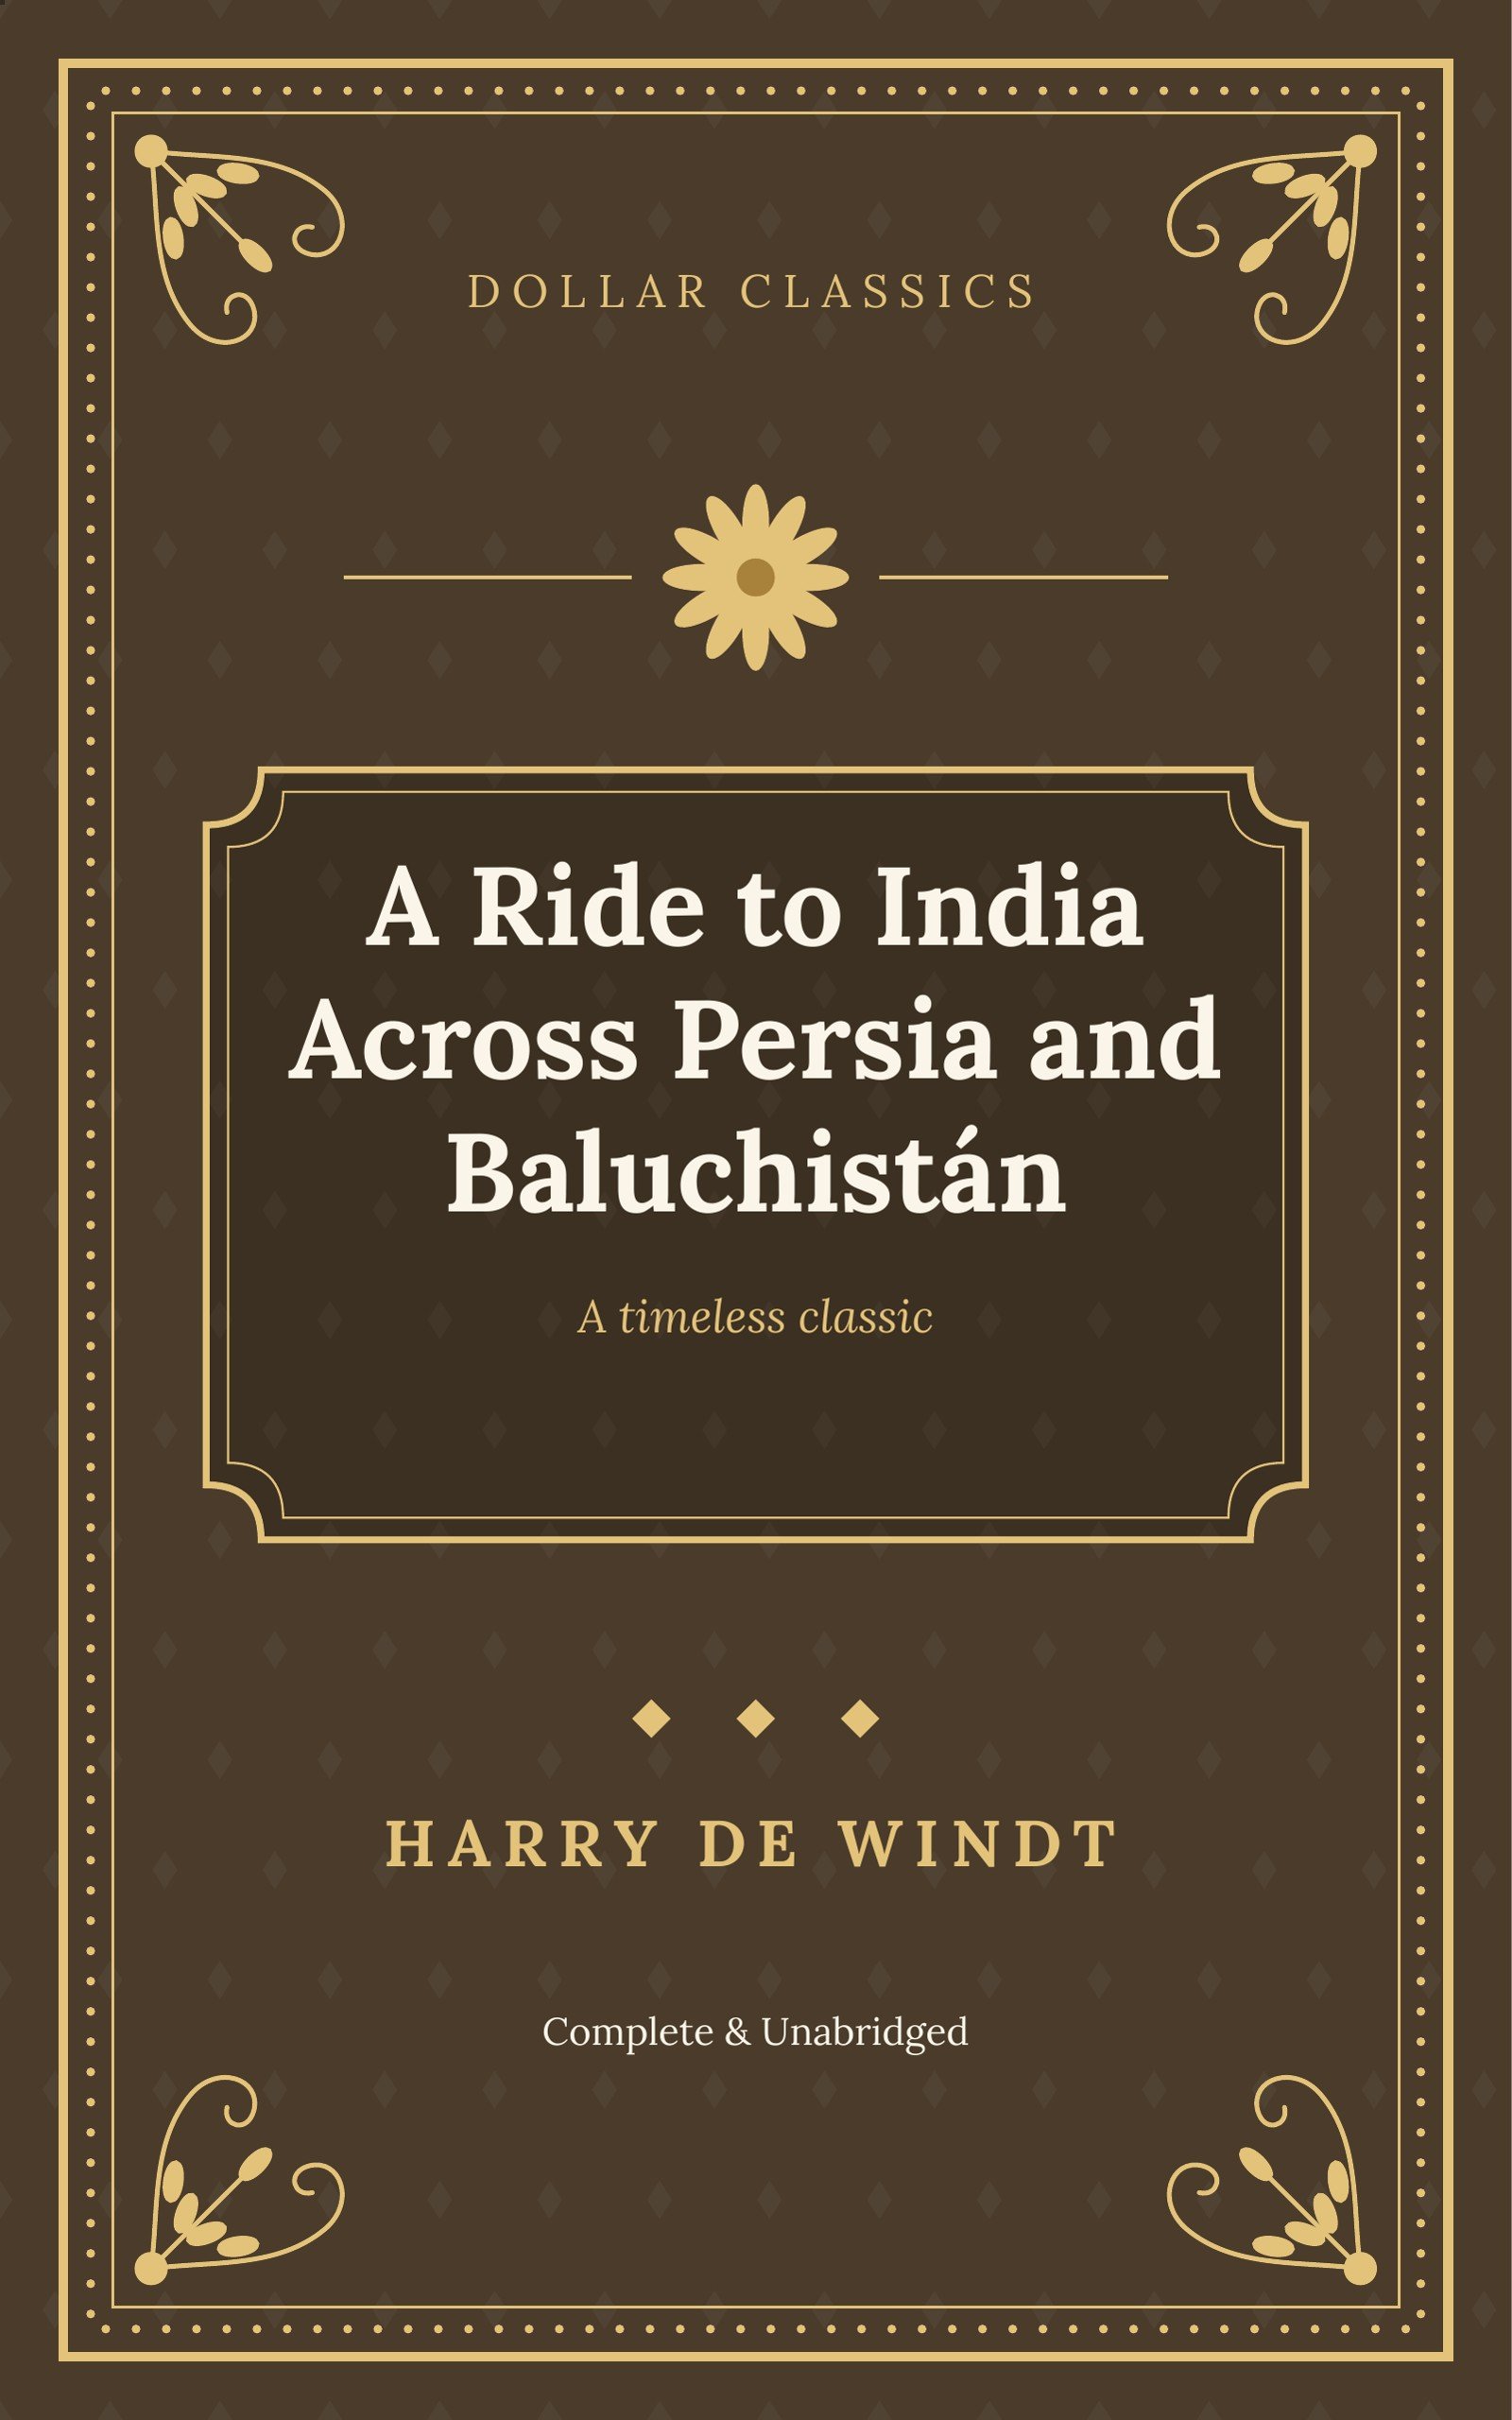 DOLLAR CLASSICS
A Ride to India
Across Persia and
Baluchistán
A timeless classic
HARRY DE WINDT
Complete & Unabridged